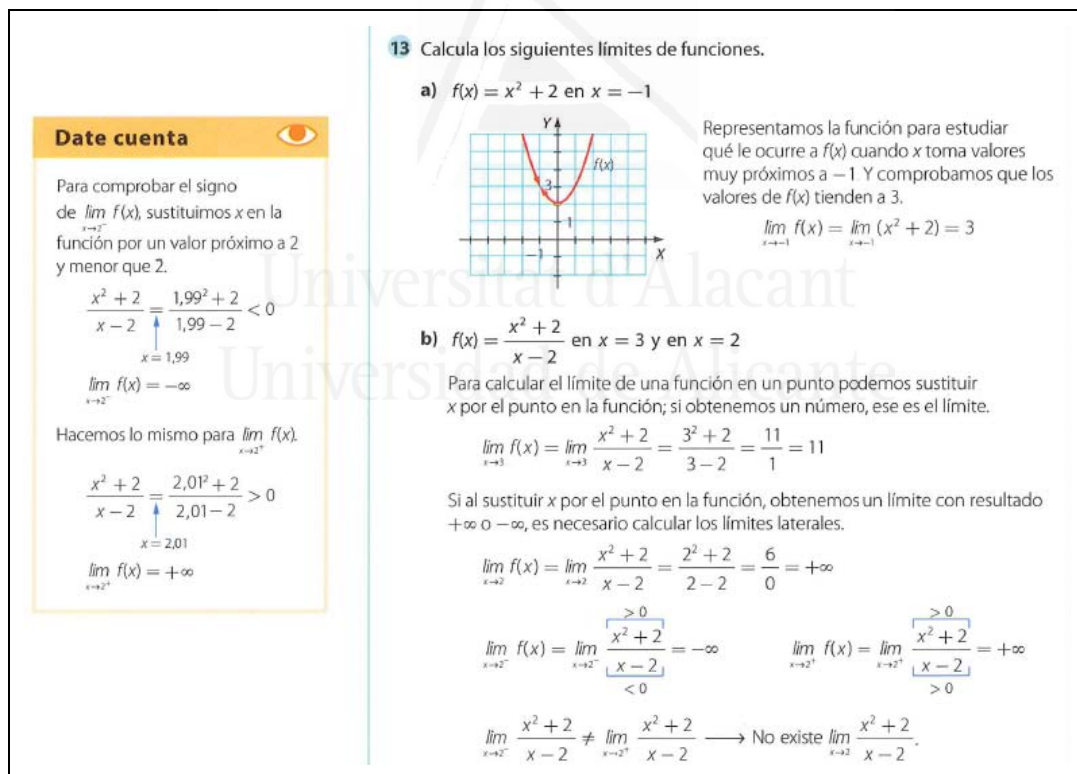 13 Calcula los siguientes límites de funciones.
a) f(x) = x² + 2 en x = −1
Y
f(x)
3
1
−1
X
Representamos la función para estudiar
qué le ocurre a f(x) cuando x toma valores
muy próximos a −1. Y comprobamos que los
valores de f(x) tienden a 3.
lim x→−1 f(x) = lim x→−1 (x² + 2) = 3
Date cuenta
Para comprobar el signo
de lim x→2⁻ f(x), sustituimos x en la
función por un valor próximo a 2
y menor que 2.
(x² + 2)/(x − 2) = (1,99² + 2)/(1,99 − 2) < 0
x = 1,99
lim x→2⁻ f(x) = −∞
Hacemos lo mismo para lim x→2⁺ f(x).
(x² + 2)/(x − 2) = (2,01² + 2)/(2,01 − 2) > 0
x = 2,01
lim x→2⁺ f(x) = +∞
b) f(x) = (x² + 2)/(x − 2) en x = 3 y en x = 2
Para calcular el límite de una función en un punto podemos sustituir
x por el punto en la función; si obtenemos un número, ese es el límite.
lim x→3 f(x) = lim x→3 (x² + 2)/(x − 2) = (3² + 2)/(3 − 2) = 11/1 = 11
Si al sustituir x por el punto en la función, obtenemos un límite con resultado
+∞ o −∞, es necesario calcular los límites laterales.
lim x→2 f(x) = lim x→2 (x² + 2)/(x − 2) = (2² + 2)/(2 − 2) = 6/0 = +∞
> 0
lim x→2⁻ f(x) = lim x→2⁻ (x² + 2)/(x − 2) = −∞
< 0
> 0
lim x→2⁺ f(x) = lim x→2⁺ (x² + 2)/(x − 2) = +∞
> 0
lim x→2⁻ (x² + 2)/(x − 2) ≠ lim x→2⁺ (x² + 2)/(x − 2) ⟶ No existe lim x→2 (x² + 2)/(x − 2).
Universitat d'Alacant
Universidad de Alicante